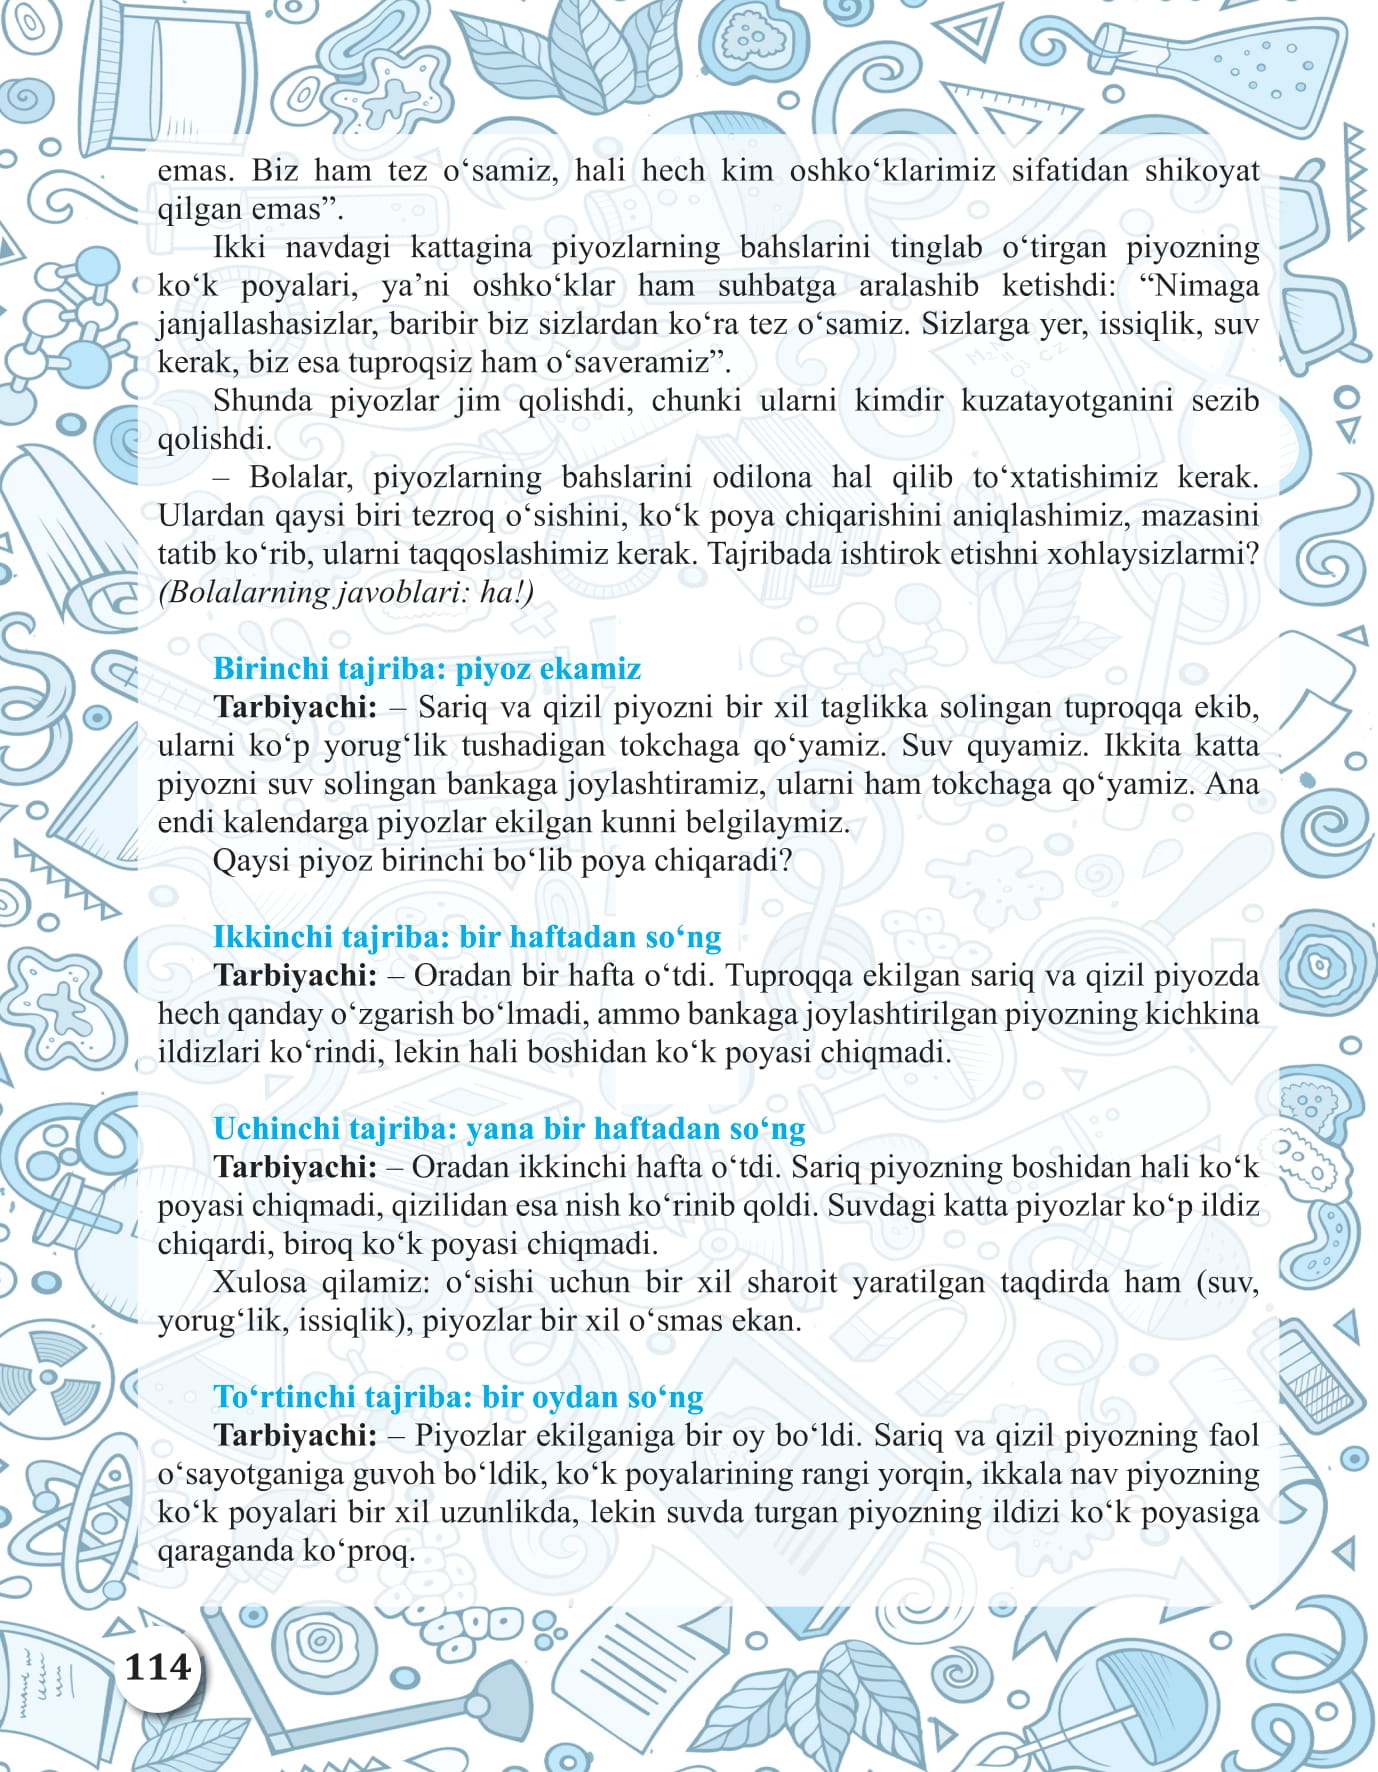 emas. Biz ham tez o‘samiz, hali hech kim oshko‘klarimiz sifatidan shikoyat
qilgan emas”.
Ikki navdagi kattagina piyozlarning bahslarini tinglab o‘tirgan piyozning
ko‘k poyalari, ya’ni oshko‘klar ham suhbatga aralashib ketishdi: “Nimaga
janjallashasizlar, baribir biz sizlardan ko‘ra tez o‘samiz. Sizlarga yer, issiqlik, suv
kerak, biz esa tuproqsiz ham o‘saveramiz”.
Shunda piyozlar jim qolishdi, chunki ularni kimdir kuzatayotganini sezib
qolishdi.
– Bolalar, piyozlarning bahslarini odilona hal qilib to‘xtatishimiz kerak.
Ulardan qaysi biri tezroq o‘sishini, ko‘k poya chiqarishini aniqlashimiz, mazasini
tatib ko‘rib, ularni taqqoslashimiz kerak. Tajribada ishtirok etishni xohlaysizlarmi?
(Bolalarning javoblari: ha!)
Birinchi tajriba: piyoz ekamiz
Tarbiyachi: – Sariq va qizil piyozni bir xil taglikka solingan tuproqqa ekib,
ularni ko‘p yorug‘lik tushadigan tokchaga qo‘yamiz. Suv quyamiz. Ikkita katta
piyozni suv solingan bankaga joylashtiramiz, ularni ham tokchaga qo‘yamiz. Ana
endi kalendarga piyozlar ekilgan kunni belgilaymiz.
Qaysi piyoz birinchi bo‘lib poya chiqaradi?
Ikkinchi tajriba: bir haftadan so‘ng
Tarbiyachi: – Oradan bir hafta o‘tdi. Tuproqqa ekilgan sariq va qizil piyozda
hech qanday o‘zgarish bo‘lmadi, ammo bankaga joylashtirilgan piyozning kichkina
ildizlari ko‘rindi, lekin hali boshidan ko‘k poyasi chiqmadi.
Uchinchi tajriba: yana bir haftadan so‘ng
Tarbiyachi: – Oradan ikkinchi hafta o‘tdi. Sariq piyozning boshidan hali ko‘k
poyasi chiqmadi, qizilidan esa nish ko‘rinib qoldi. Suvdagi katta piyozlar ko‘p ildiz
chiqardi, biroq ko‘k poyasi chiqmadi.
Xulosa qilamiz: o‘sishi uchun bir xil sharoit yaratilgan taqdirda ham (suv,
yorug‘lik, issiqlik), piyozlar bir xil o‘smas ekan.
To‘rtinchi tajriba: bir oydan so‘ng
Tarbiyachi: – Piyozlar ekilganiga bir oy bo‘ldi. Sariq va qizil piyozning faol
o‘sayotganiga guvoh bo‘ldik, ko‘k poyalarining rangi yorqin, ikkala nav piyozning
ko‘k poyalari bir xil uzunlikda, lekin suvda turgan piyozning ildizi ko‘k poyasiga
qaraganda ko‘proq.
114